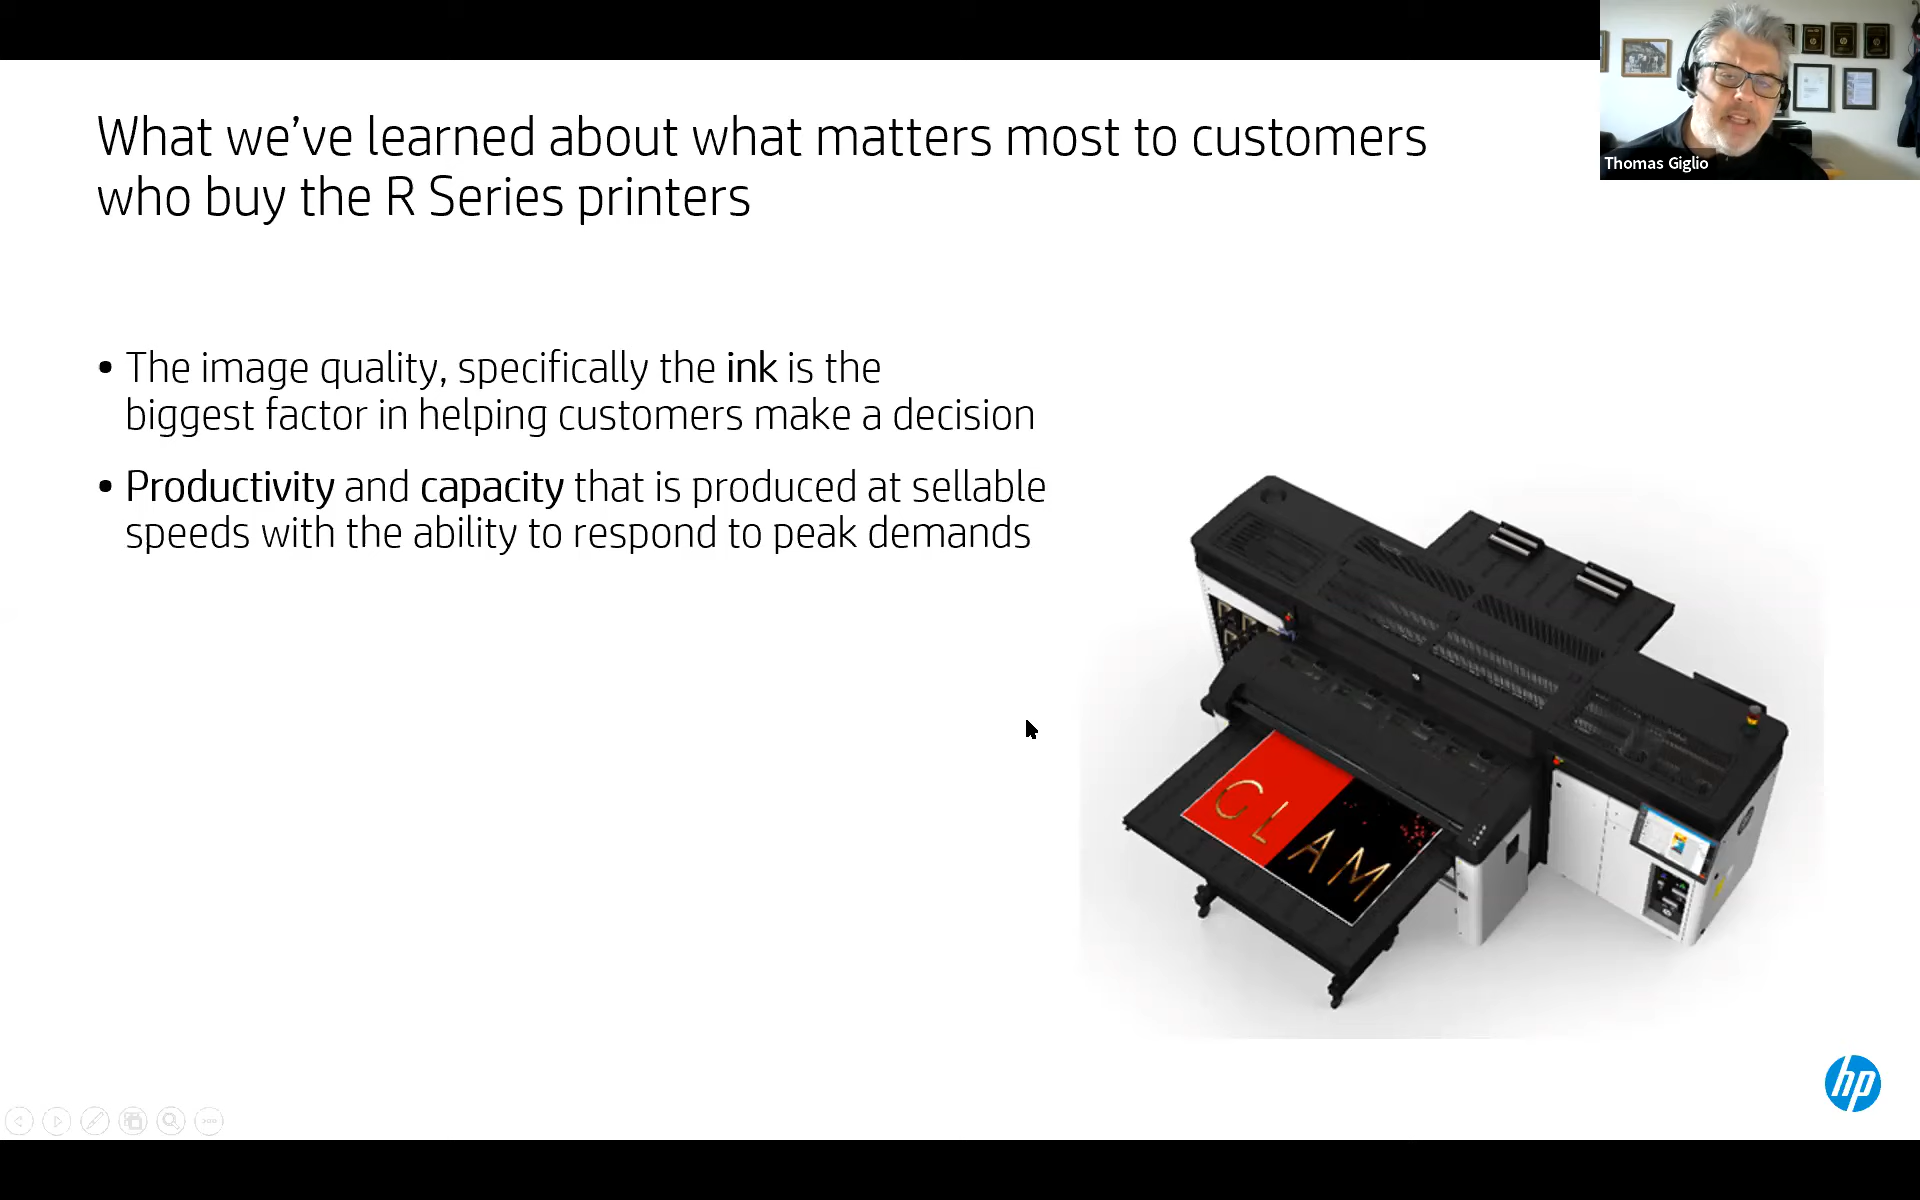 Thomas Giglio
What we’ve learned about what matters most to customers
who buy the R Series printers
• The image quality, specifically the ink is the
biggest factor in helping customers make a decision
• Productivity and capacity that is produced at sellable
speeds with the ability to respond to peak demands
GLAM
hp